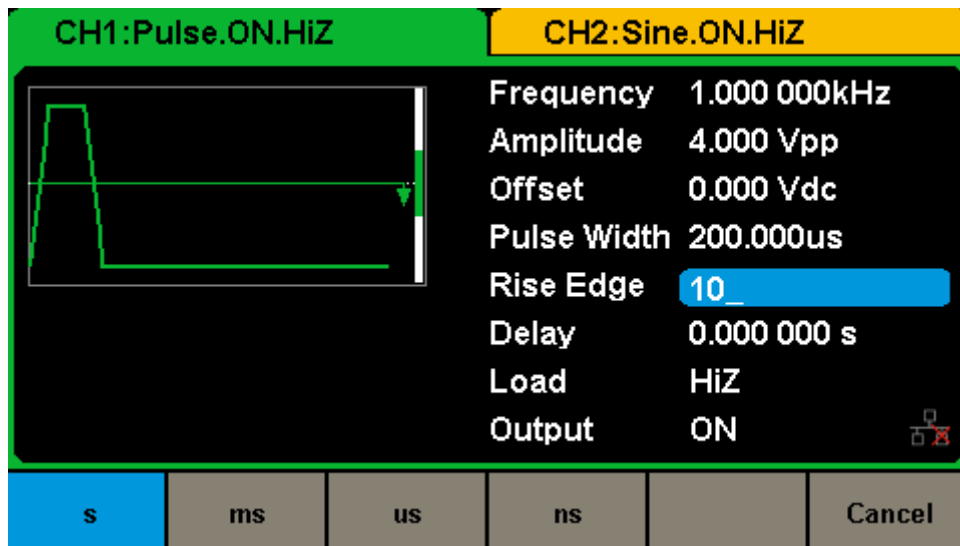 CH1:Pulse.ON.HiZ CH2:Sine.ON.HiZ
Frequency 1.000 000kHz
Amplitude 4.000 Vpp
Offset 0.000 Vdc
Pulse Width 200.000us
Rise Edge 10_
Delay 0.000 000 s
Load HiZ
Output ON
s ms us ns Cancel